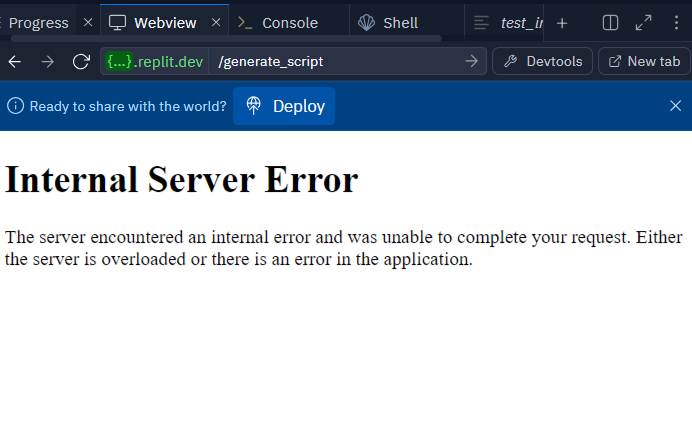 Progress
Webview
Console
Shell
test_ir
{...}.replit.dev
/generate_script
Devtools
New tab
Ready to share with the world?
Deploy
Internal Server Error
The server encountered an internal error and was unable to complete your request. Either
the server is overloaded or there is an error in the application.